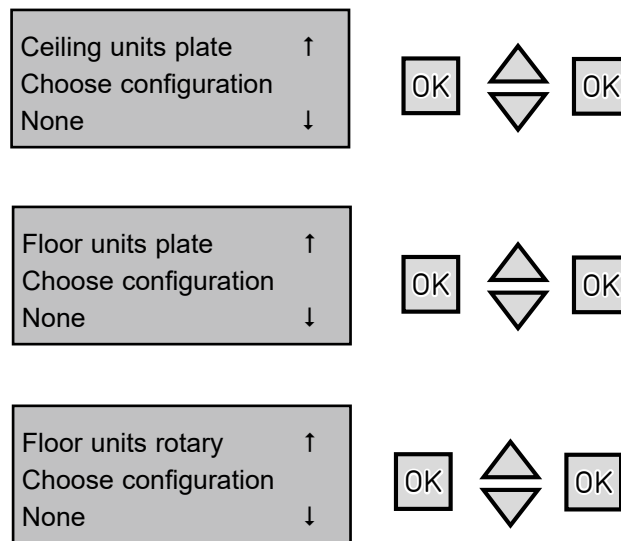 Ceiling units plate ↑
Choose configuration
None ↓
OK OK
Floor units plate ↑
Choose configuration
None ↓
OK OK
Floor units rotary ↑
Choose configuration
None ↓
OK OK